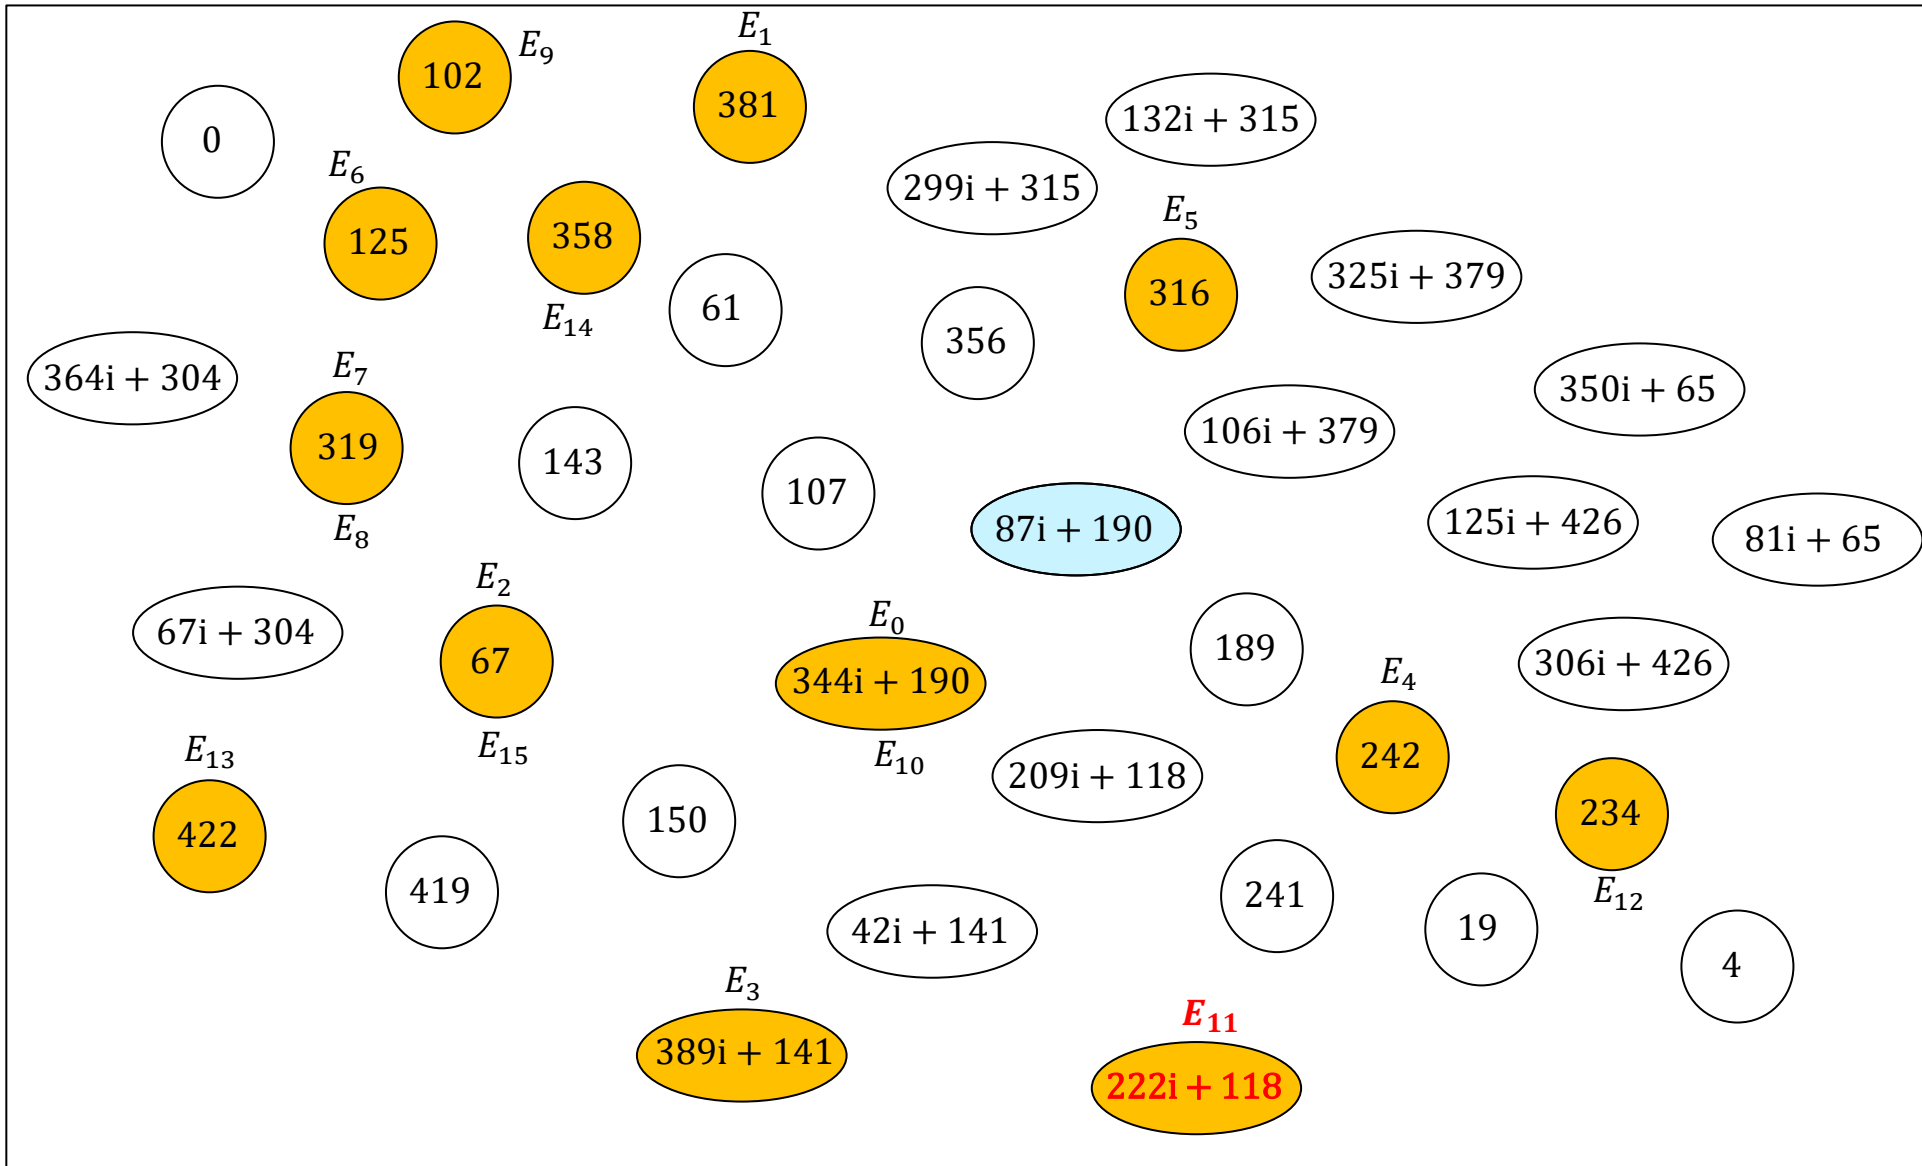 E₉
E₁
102
381
132i + 315
0
E₆
299i + 315
E₅
125
358
325i + 379
316
61
E₁₄
356
E₇
364i + 304
350i + 65
106i + 379
319
143
107
125i + 426
E₈
87i + 190
81i + 65
E₂
E₀
67i + 304
189
67
344i + 190
306i + 426
E₄
E₁₃
E₁₅
E₁₀
242
209i + 118
150
234
422
419
241
E₁₂
42i + 141
19
4
E₃
E₁₁
389i + 141
222i + 118